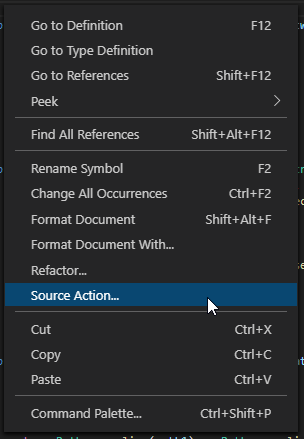 Go to Definition F12
Go to Type Definition
Go to References Shift+F12
Peek
Find All References Shift+Alt+F12
Rename Symbol F2
Change All Occurrences Ctrl+F2
Format Document Shift+Alt+F
Format Document With...
Refactor...
Source Action...
Cut Ctrl+X
Copy Ctrl+C
Paste Ctrl+V
Command Palette... Ctrl+Shift+P